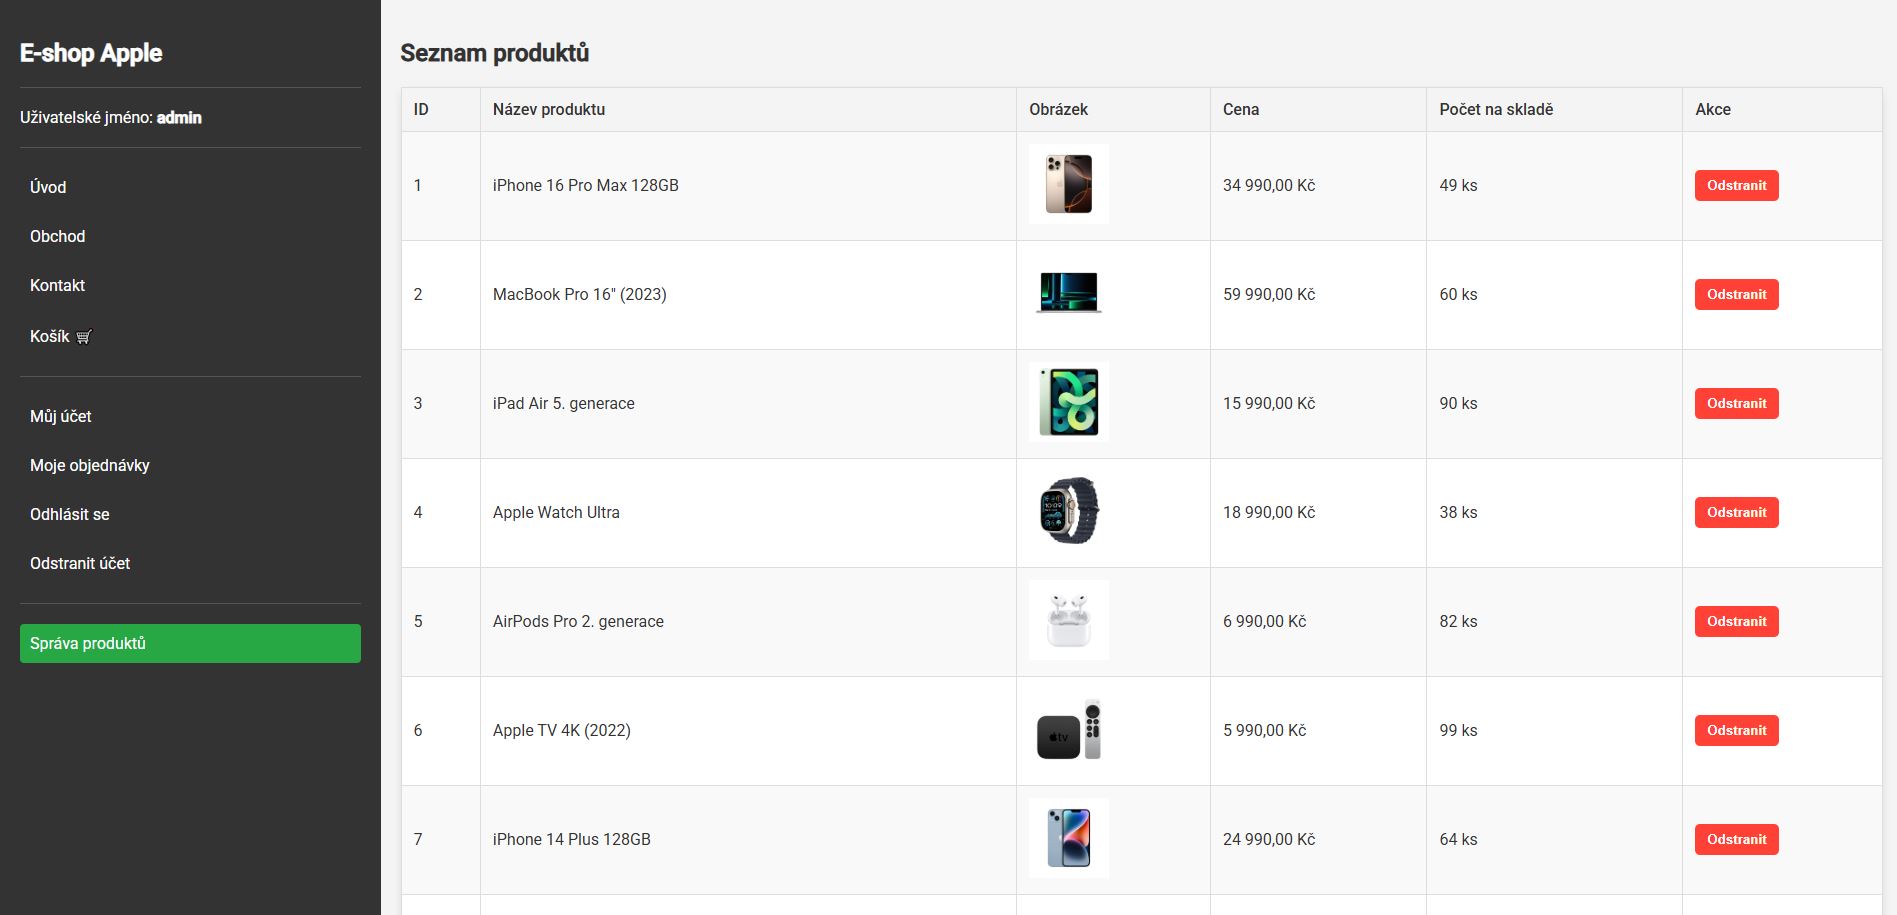 E-shop Apple
Uživatelské jméno: admin
Úvod
Obchod
Kontakt
Košík 🛒
Můj účet
Moje objednávky
Odhlásit se
Odstranit účet
Správa produktů
Seznam produktů
ID Název produktu Obrázek Cena Počet na skladě Akce
1 iPhone 16 Pro Max 128GB 34 990,00 Kč 49 ks Odstranit
2 MacBook Pro 16" (2023) 59 990,00 Kč 60 ks Odstranit
3 iPad Air 5. generace 15 990,00 Kč 90 ks Odstranit
4 Apple Watch Ultra 18 990,00 Kč 38 ks Odstranit
5 AirPods Pro 2. generace 6 990,00 Kč 82 ks Odstranit
6 Apple TV 4K (2022) tv 5 990,00 Kč 99 ks Odstranit
7 iPhone 14 Plus 128GB 24 990,00 Kč 64 ks Odstranit